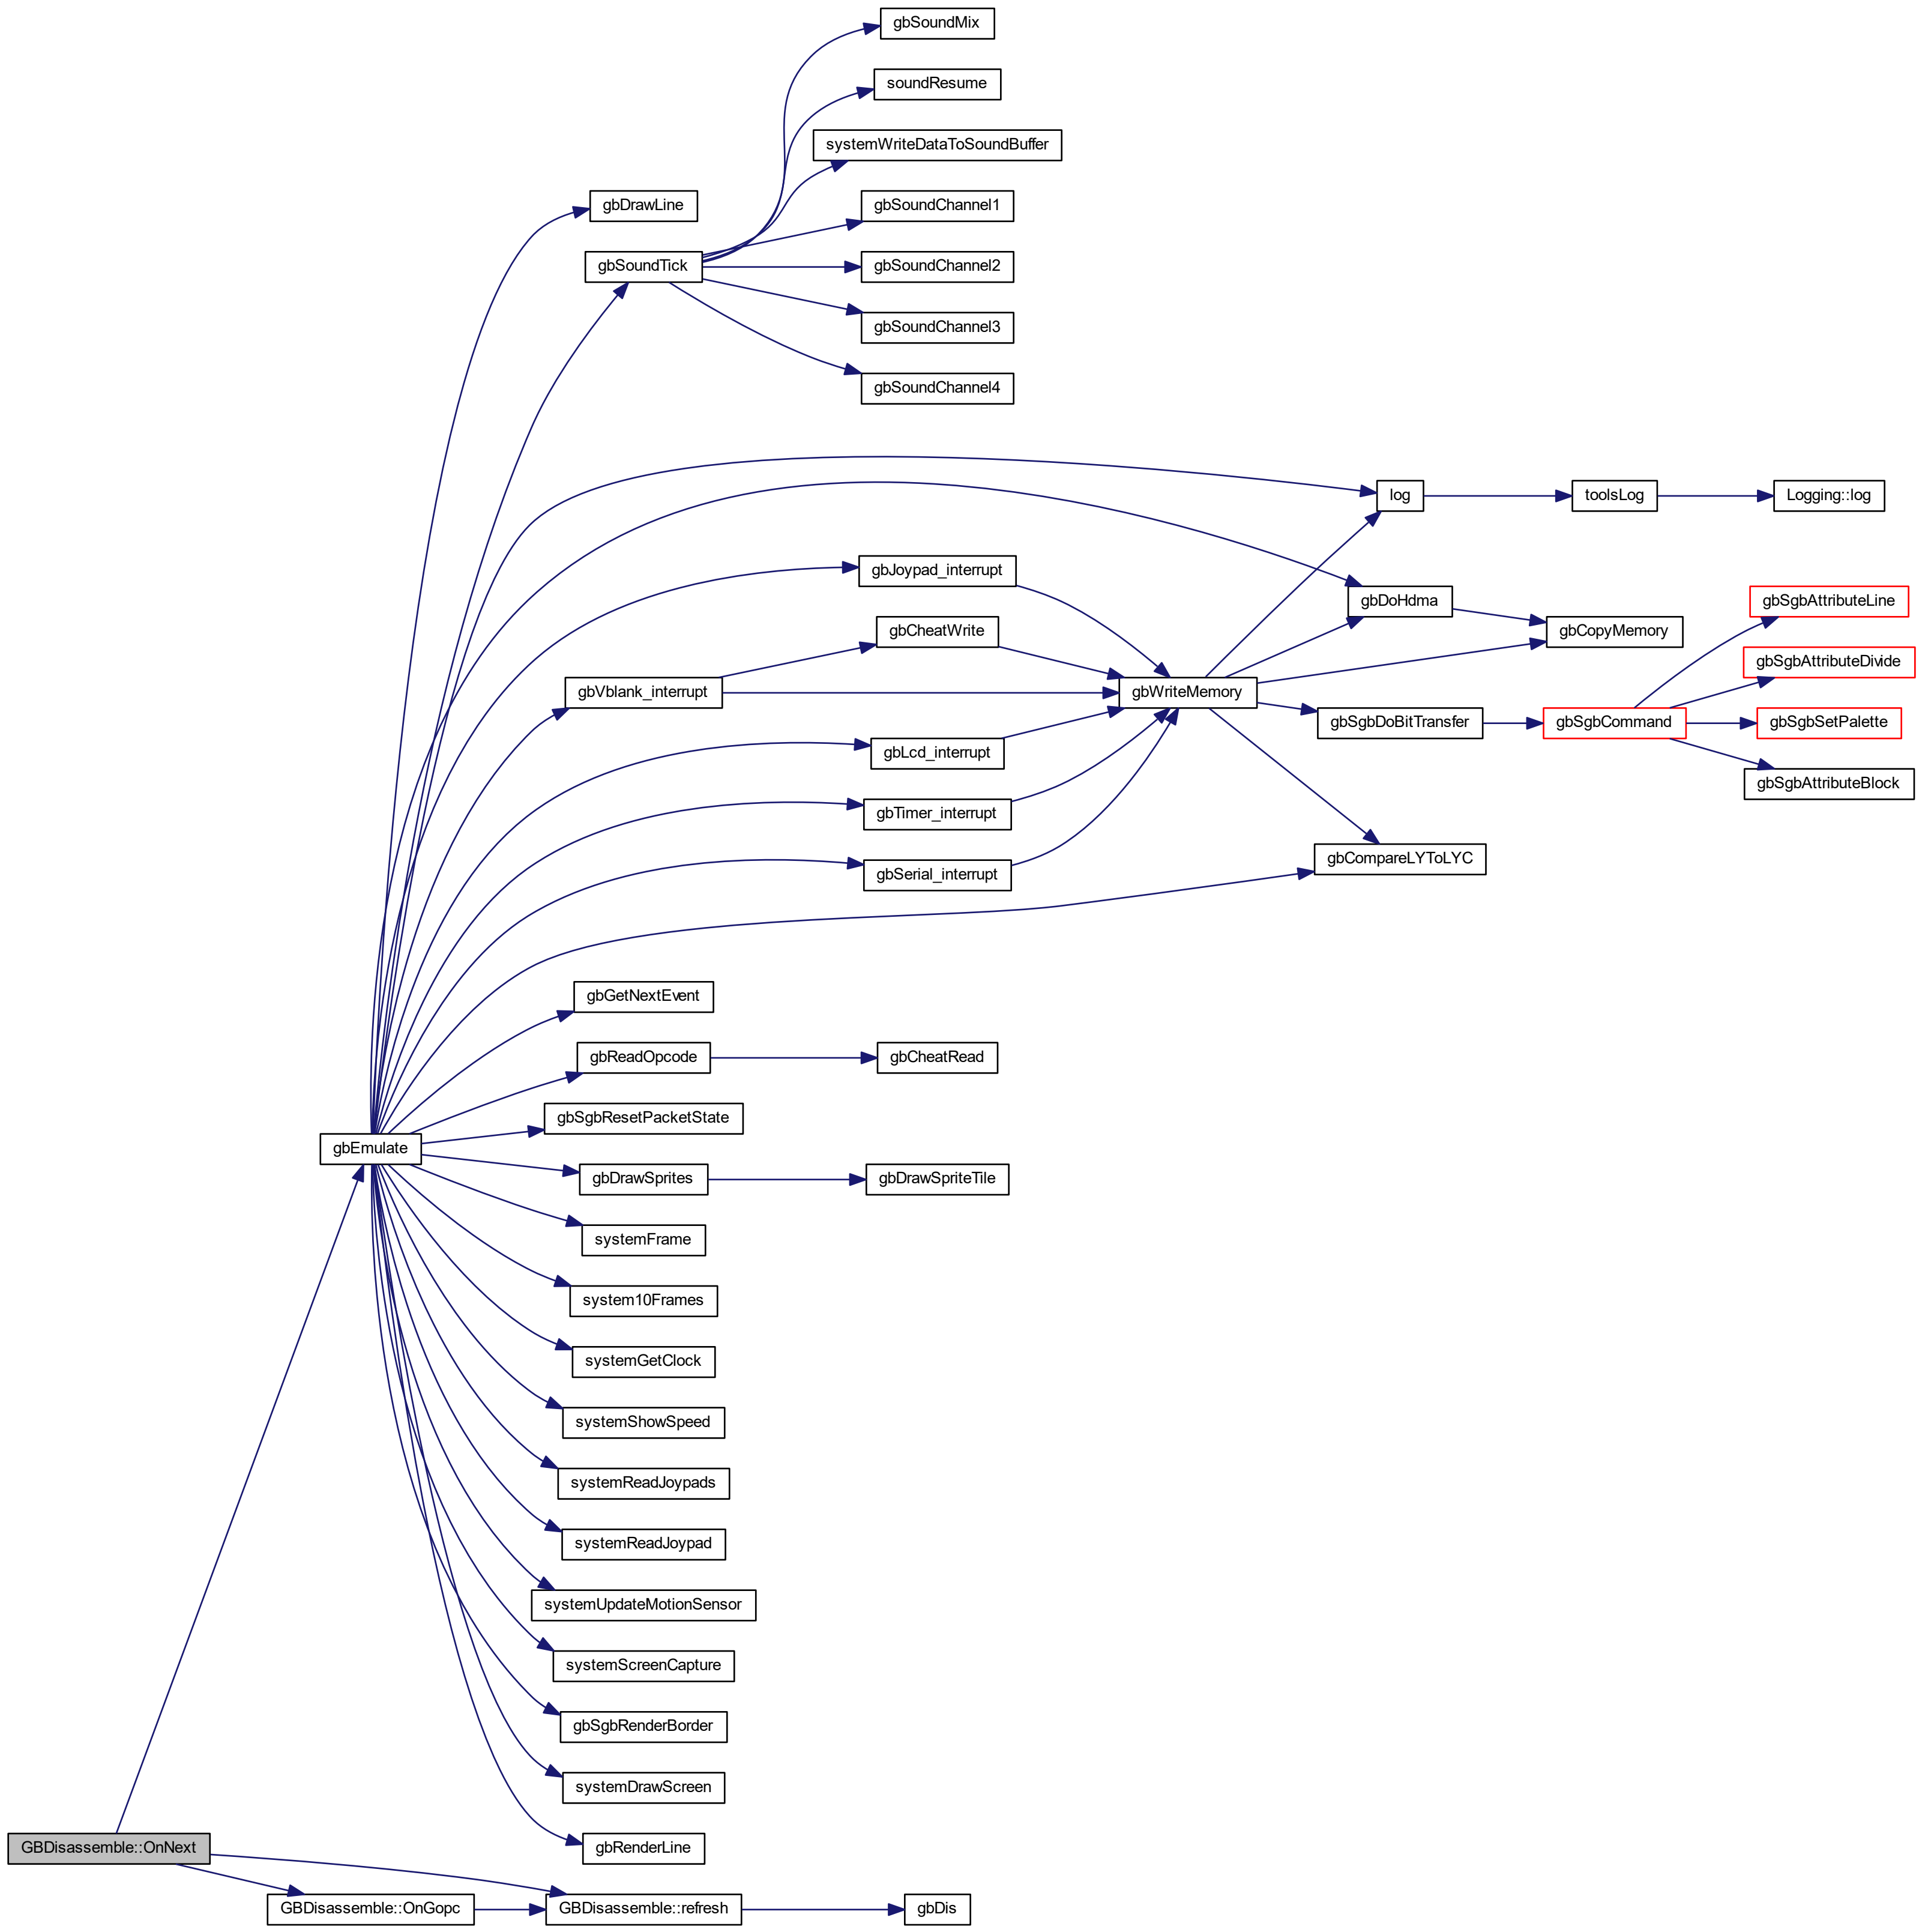 gbSoundMix
soundResume
systemWriteDataToSoundBuffer
gbDrawLine
gbSoundChannel1
gbSoundTick
gbSoundChannel2
gbSoundChannel3
gbSoundChannel4
log
toolsLog
Logging::log
gbJoypad_interrupt
gbDoHdma
gbSgbAttributeLine
gbCheatWrite
gbCopyMemory
gbSgbAttributeDivide
gbVblank_interrupt
gbWriteMemory
gbSgbDoBitTransfer
gbSgbCommand
gbSgbSetPalette
gbLcd_interrupt
gbSgbAttributeBlock
gbTimer_interrupt
gbCompareLYToLYC
gbSerial_interrupt
gbGetNextEvent
gbReadOpcode
gbCheatRead
gbSgbResetPacketState
gbEmulate
gbDrawSprites
gbDrawSpriteTile
systemFrame
system10Frames
systemGetClock
systemShowSpeed
systemReadJoypads
systemReadJoypad
systemUpdateMotionSensor
systemScreenCapture
gbSgbRenderBorder
systemDrawScreen
GBDisassemble::OnNext
gbRenderLine
GBDisassemble::OnGopc
GBDisassemble::refresh
gbDis